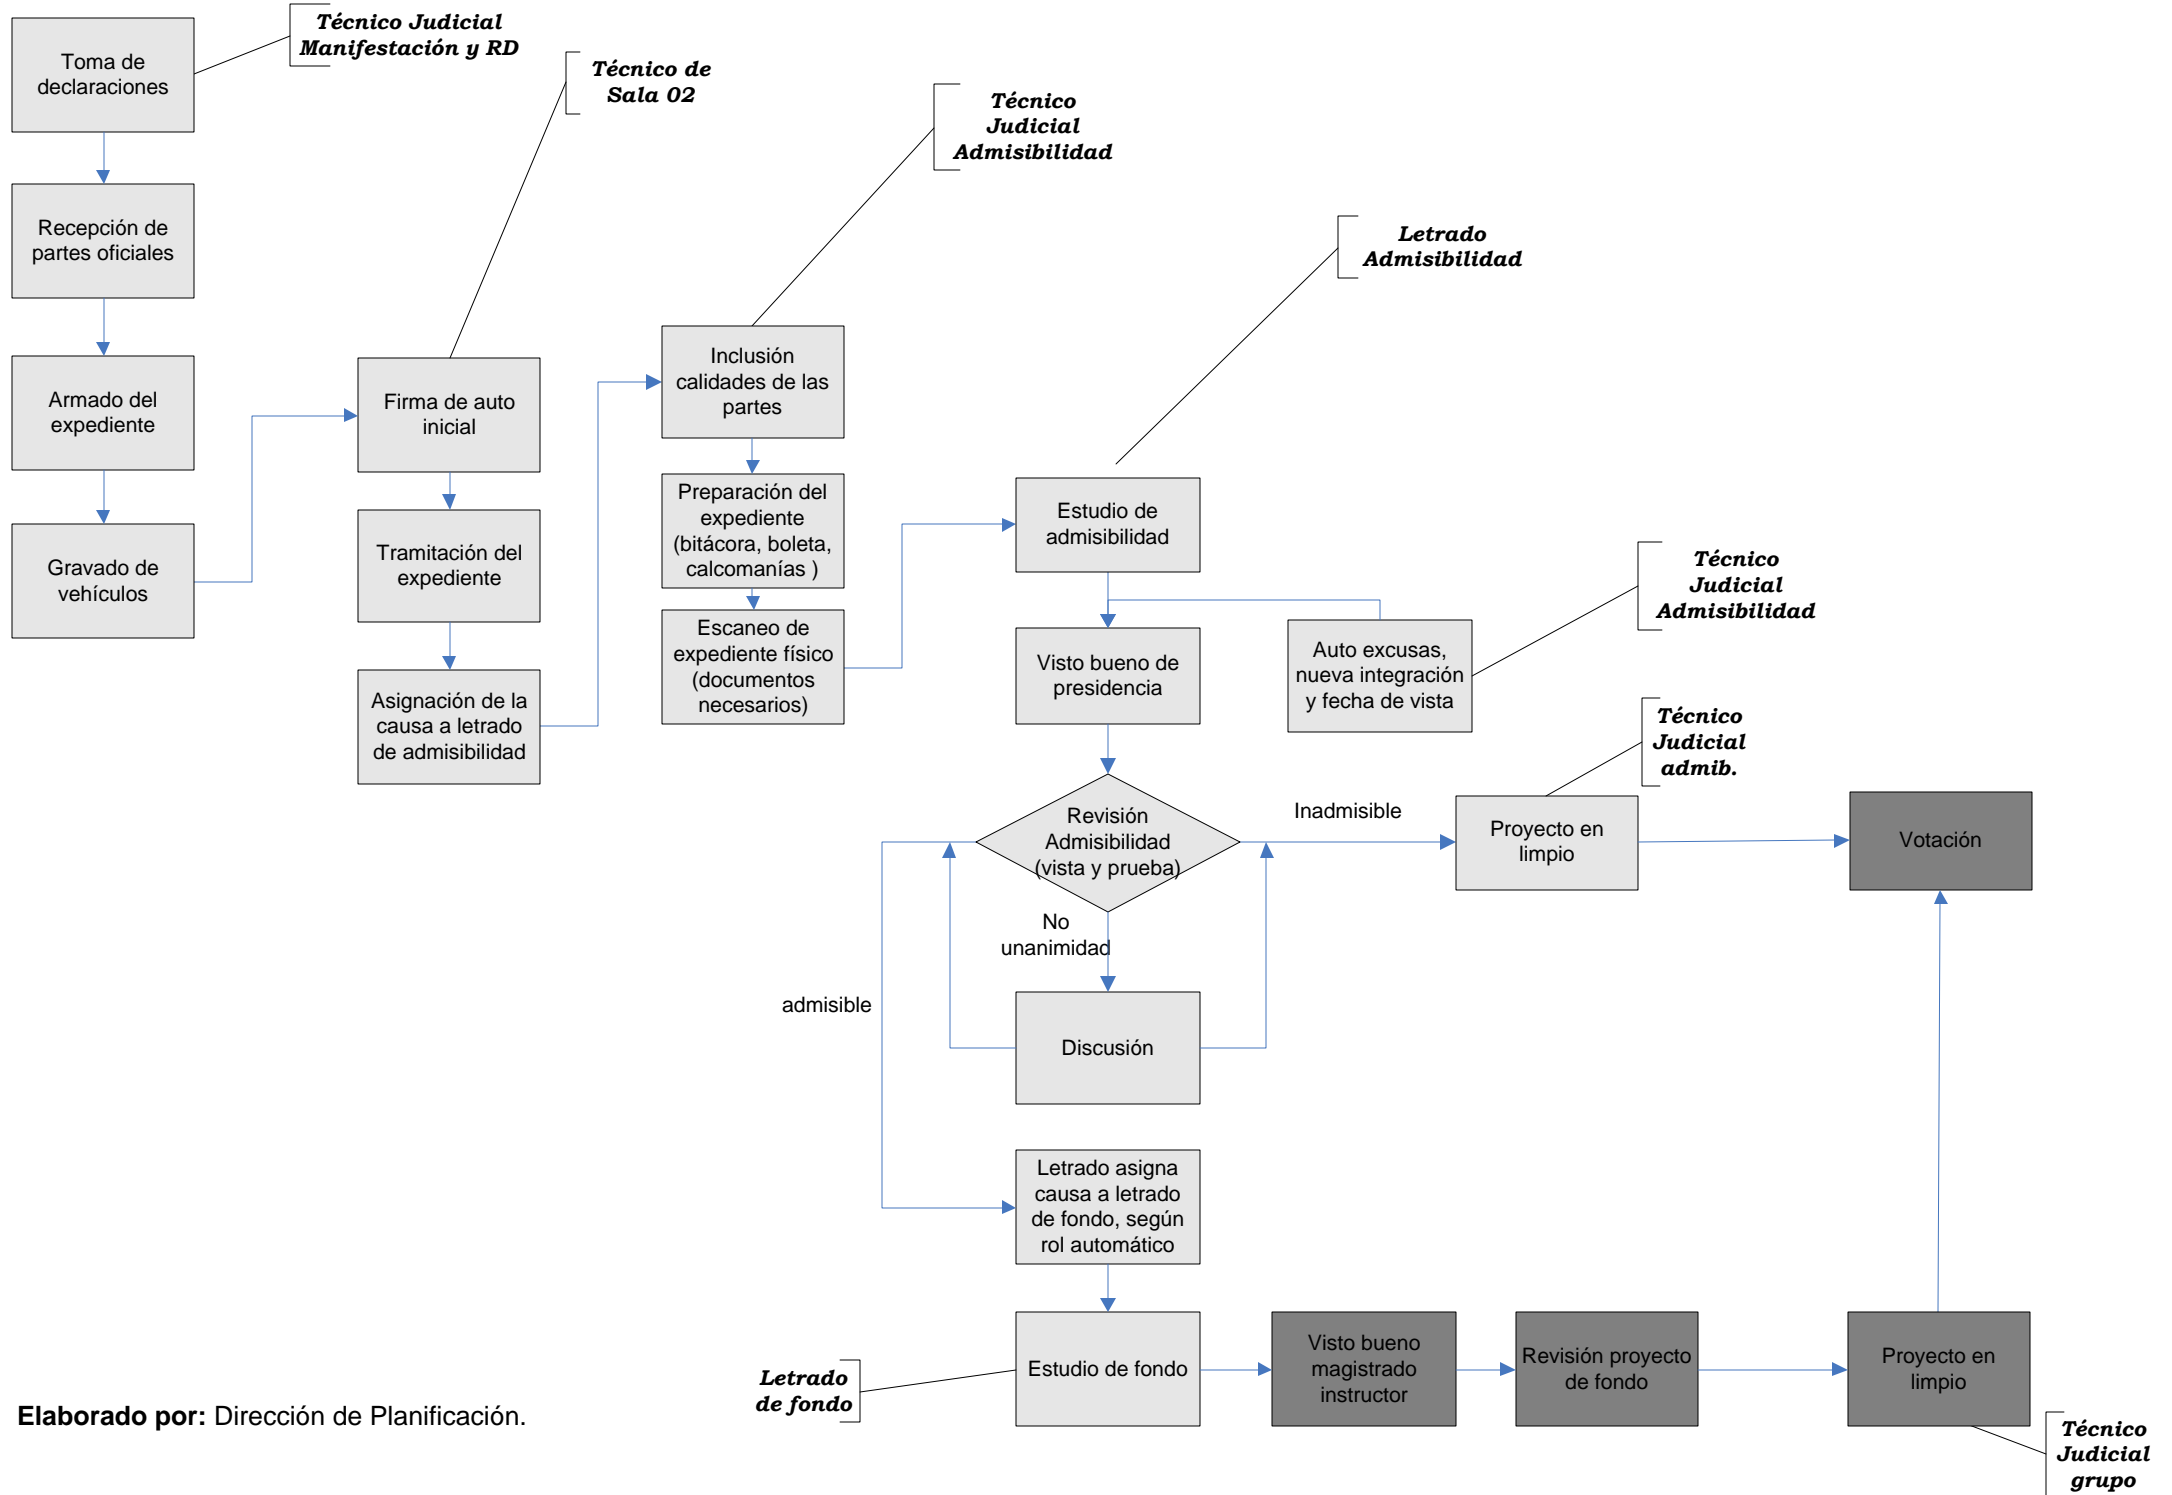 Toma de
declaraciones
Técnico Judicial
Manifestación y RD
Recepción de
partes oficiales
Armado del
expediente
Gravado de
vehículos
Técnico de
Sala 02
Firma de auto
inicial
Tramitación del
expediente
Asignación de la
causa a letrado
de admisibilidad
Técnico
Judicial
Admisibilidad
Inclusión
calidades de las
partes
Preparación del
expediente
(bitácora, boleta,
calcomanías )
Escaneo de
expediente físico
(documentos
necesarios)
Letrado
Admisibilidad
Estudio de
admisibilidad
Visto bueno de
presidencia
Auto excusas,
nueva integración
y fecha de vista
Técnico
Judicial
Admisibilidad
Revisión
Admisibilidad
(vista y prueba)
Inadmisible
Proyecto en
limpio
Técnico
Judicial
admib.
Votación
No
unanimidad
Discusión
admisible
Letrado asigna
causa a letrado
de fondo, según
rol automático
Estudio de fondo
Letrado
de fondo
Visto bueno
magistrado
instructor
Revisión proyecto
de fondo
Proyecto en
limpio
Técnico
Judicial
grupo
Elaborado por: Dirección de Planificación.